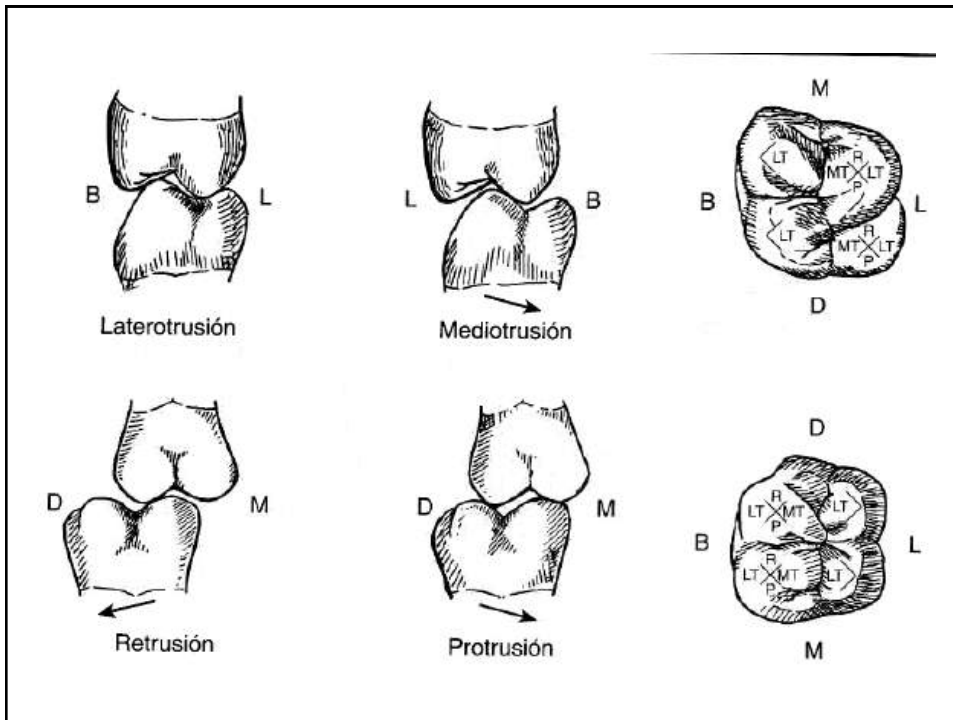 B
L
Laterotrusión
L
B
Mediotrusión
M
B
L
D
LT
LT
R
MT LT
P
R
MT LT
P
D
M
Retrusión
D
M
Protrusión
D
B
L
M
R
LT MT
P
LT
R
LT MT
P
LT